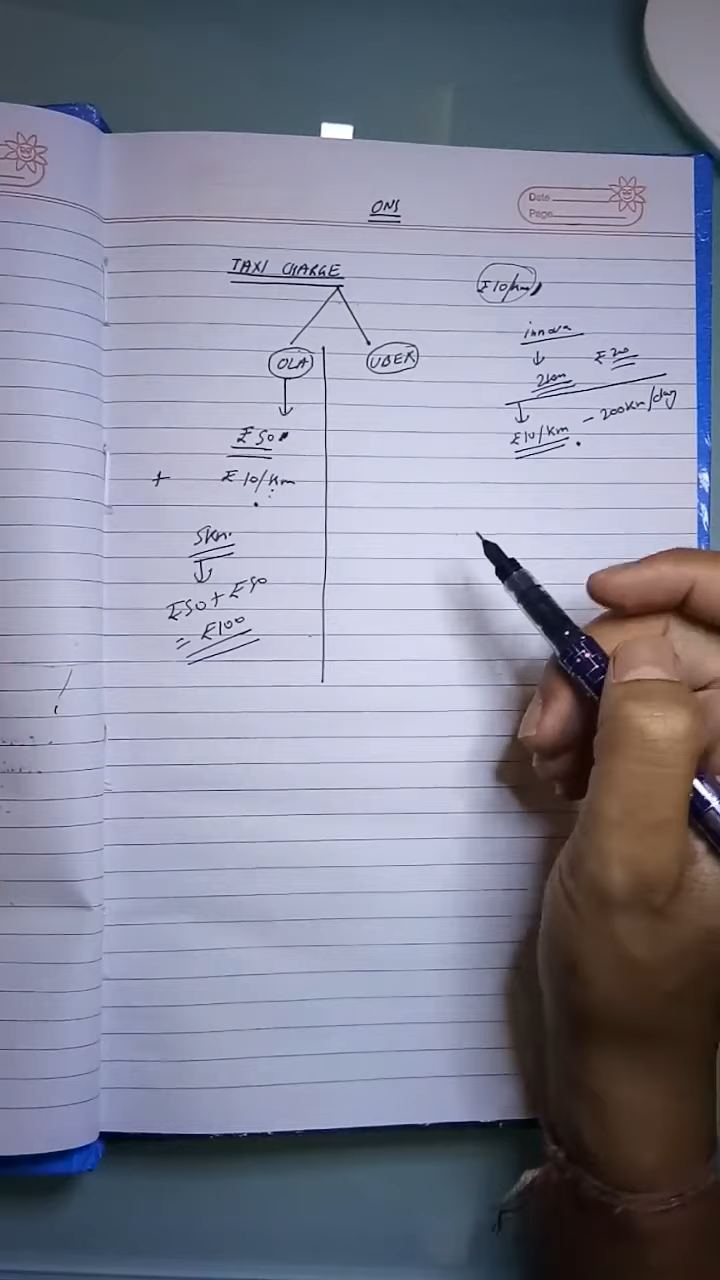 ONS
Date
Page
TAXI CHARGE
OLA
UBER
₹50
+ ₹10/km
5km.
₹50 + ₹50
= ₹100
₹10/km
innova
2km
₹20
₹10/km - 200km/day